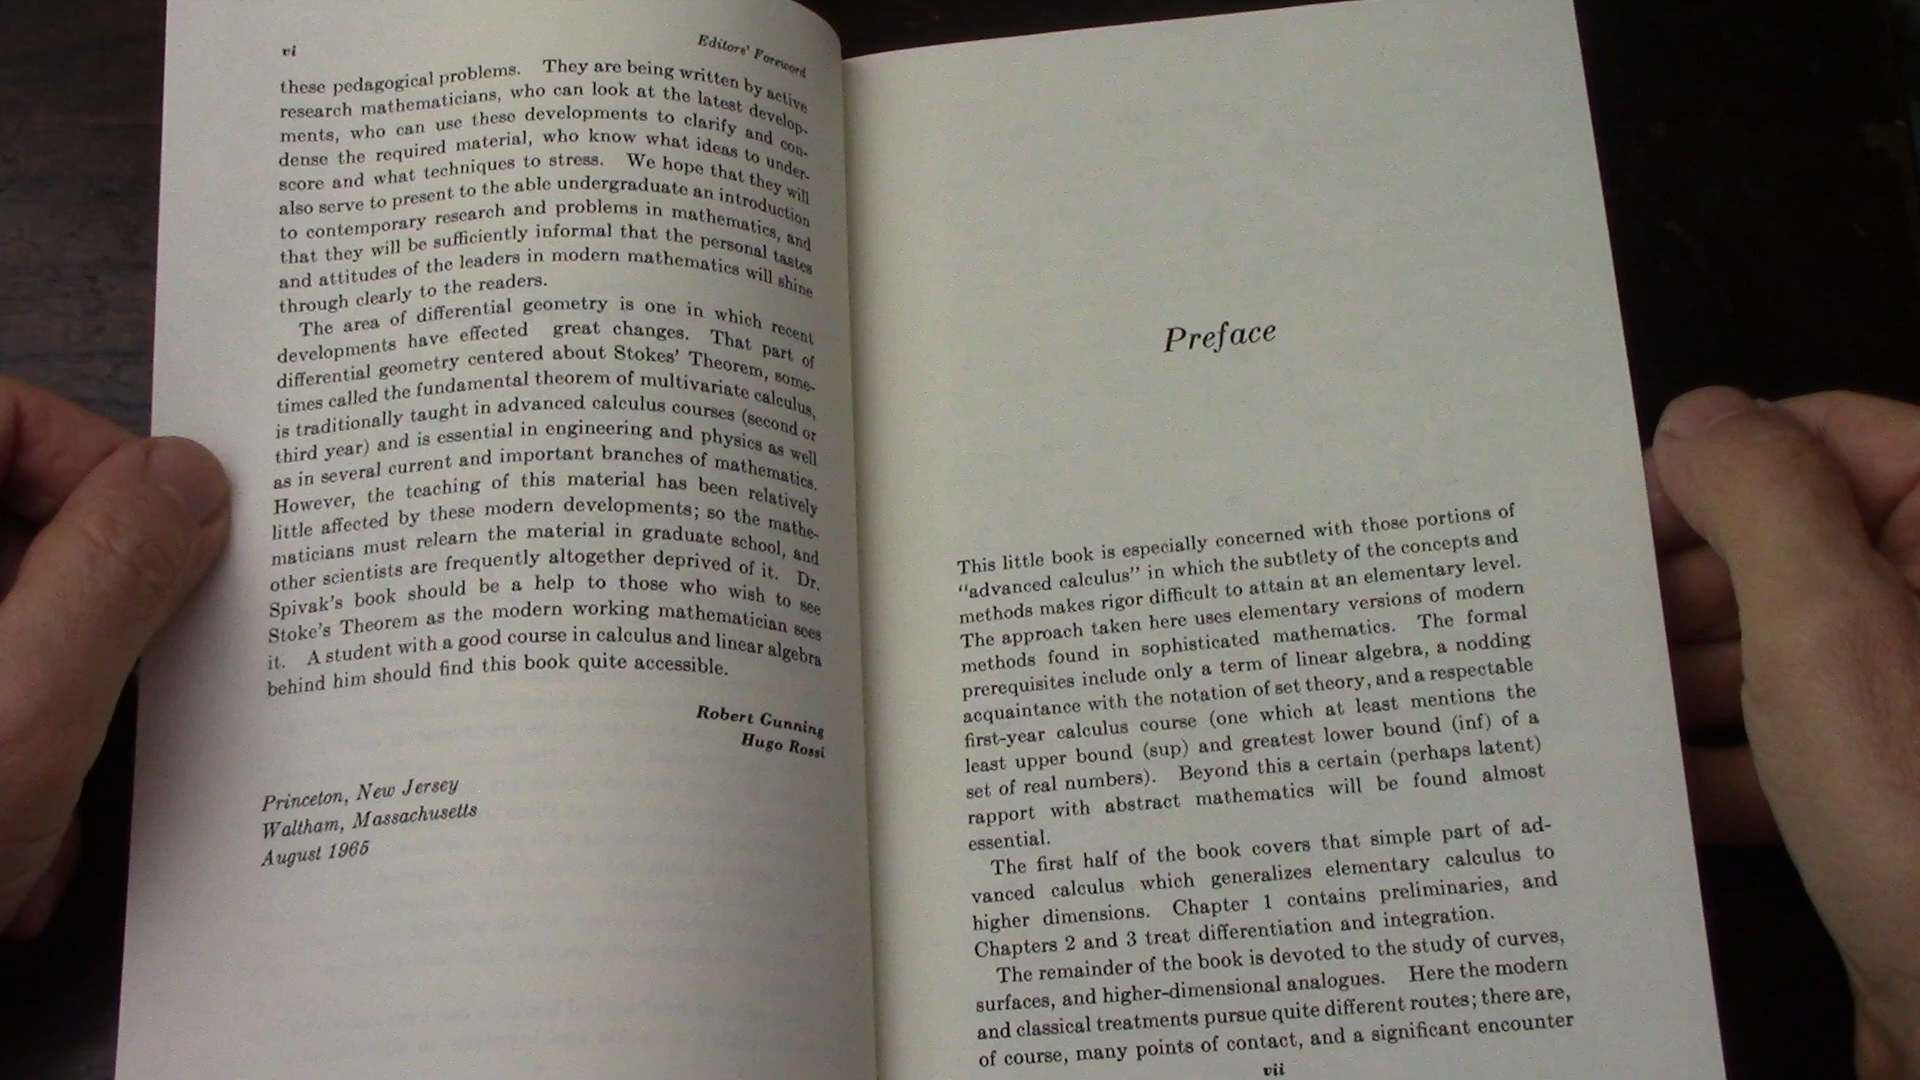 vi
Editors' Foreword
these pedagogical problems. They are being written by active
research mathematicians, who can look at the latest develop-
ments, who can use these developments to clarify and con-
dense the required material, who know what ideas to under-
score and what techniques to stress. We hope that they will
also serve to present to the able undergraduate an introduction
to contemporary research and problems in mathematics, and
that they will be sufficiently informal that the personal tastes
and attitudes of the leaders in modern mathematics will shine
through clearly to the readers.
The area of differential geometry is one in which recent
developments have effected great changes. That part of
differential geometry centered about Stokes' Theorem, some-
times called the fundamental theorem of multivariate calculus,
is traditionally taught in advanced calculus courses (second or
third year) and is essential in engineering and physics as well
as in several current and important branches of mathematics.
However, the teaching of this material has been relatively
little affected by these modern developments; so the mathe-
maticians must relearn the material in graduate school, and
other scientists are frequently altogether deprived of it. Dr.
Spivak's book should be a help to those who wish to see
Stoke's Theorem as the modern working mathematician sees
it. A student with a good course in calculus and linear algebra
behind him should find this book quite accessible.
Robert Gunning
Hugo Rossi
Princeton, New Jersey
Waltham, Massachusetts
August 1965
Preface
This little book is especially concerned with those portions of
“advanced calculus” in which the subtlety of the concepts and
methods makes rigor difficult to attain at an elementary level.
The approach taken here uses elementary versions of modern
methods found in sophisticated mathematics. The formal
prerequisites include only a term of linear algebra, a nodding
acquaintance with the notation of set theory, and a respectable
first-year calculus course (one which at least mentions the
least upper bound (sup) and greatest lower bound (inf) of a
set of real numbers). Beyond this a certain (perhaps latent)
rapport with abstract mathematics will be found almost
essential.
The first half of the book covers that simple part of ad-
vanced calculus which generalizes elementary calculus to
higher dimensions. Chapter 1 contains preliminaries, and
Chapters 2 and 3 treat differentiation and integration.
The remainder of the book is devoted to the study of curves,
surfaces, and higher-dimensional analogues. Here the modern
and classical treatments pursue quite different routes; there are,
of course, many points of contact, and a significant encounter
vii